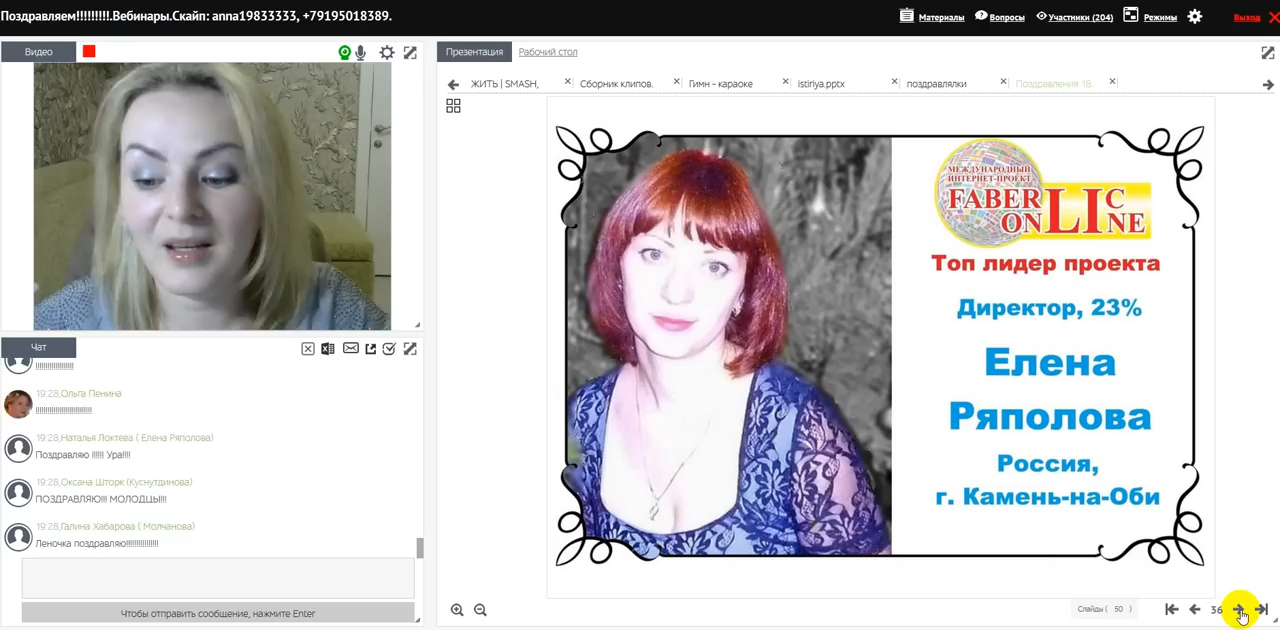 Поздравляем!!!!!!!!!.Вебинары.Скайп: anna19833333, +79195018389.
Материалы
Вопросы
Участники (204)
Режимы
Выход
Видео
Презентация
Рабочий стол
ЖИТЬ | SMASH,
Сборник клипов.
Гимн - караоке
istiriya.pptx
поздравлялки
Поздравления 18.
МЕЖДУНАРОДНЫЙ
ИНТЕРНЕТ-ПРОЕКТ
FABERLIC
ONLINE
Топ лидер проекта
Директор, 23%
Елена
Ряполова
Россия,
г. Камень-на-Оби
Чат
!!!!!!!!!!!!!!!!!!!
19:28,Ольга Пенина
!!!!!!!!!!!!!!!!!!!!!!!!!!!
19:28,Наталья Локтева ( Елена Ряполова)
Поздравляю !!!!!! Ура!!!!
19:28,Оксана Шторк (Куснутдинова)
ПОЗДРАВЛЯЮ!!! МОЛОДЦЫ!!!
19:28,Галина Хабарова ( Молчанова)
Леночка поздравляю!!!!!!!!!!!!!!!!
Чтобы отправить сообщение, нажмите Enter
Слайды ( 50 )
36